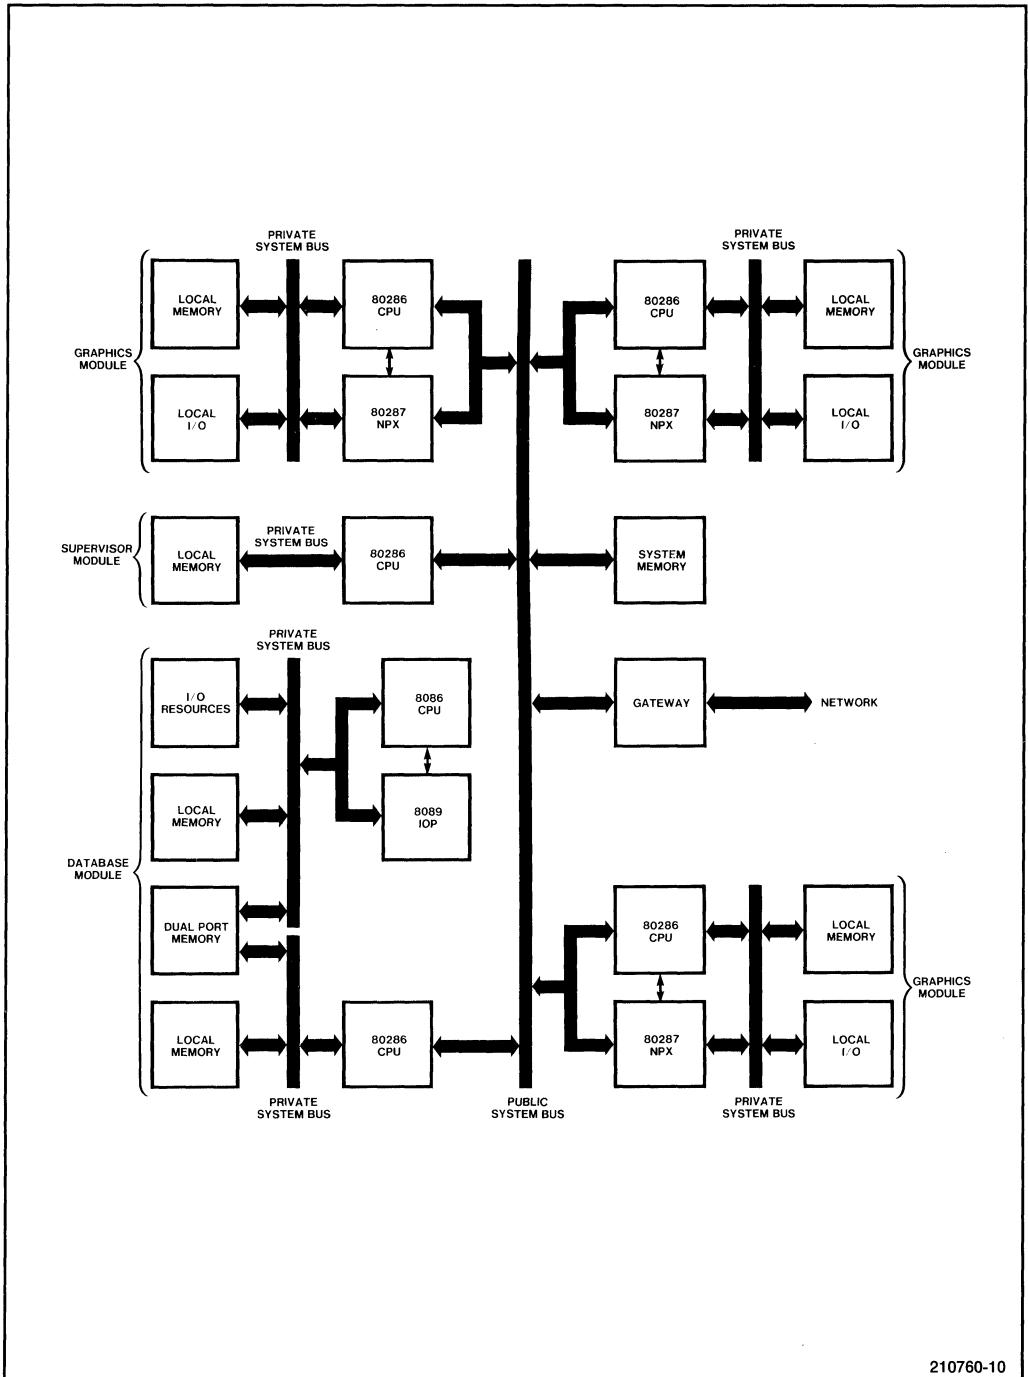 PRIVATE
SYSTEM BUS
PRIVATE
SYSTEM BUS
LOCAL
MEMORY
80286
CPU
80286
CPU
LOCAL
MEMORY
GRAPHICS
MODULE
GRAPHICS
MODULE
LOCAL
I/O
80287
NPX
80287
NPX
LOCAL
I/O
SUPERVISOR
MODULE
LOCAL
MEMORY
PRIVATE
SYSTEM BUS
80286
CPU
SYSTEM
MEMORY
PRIVATE
SYSTEM BUS
I/O
RESOURCES
8086
CPU
GATEWAY
NETWORK
LOCAL
MEMORY
8089
IOP
DATABASE
MODULE
DUAL PORT
MEMORY
80286
CPU
LOCAL
MEMORY
GRAPHICS
MODULE
LOCAL
MEMORY
80286
CPU
80287
NPX
LOCAL
I/O
PRIVATE
SYSTEM BUS
PUBLIC
SYSTEM BUS
PRIVATE
SYSTEM BUS
210760-10